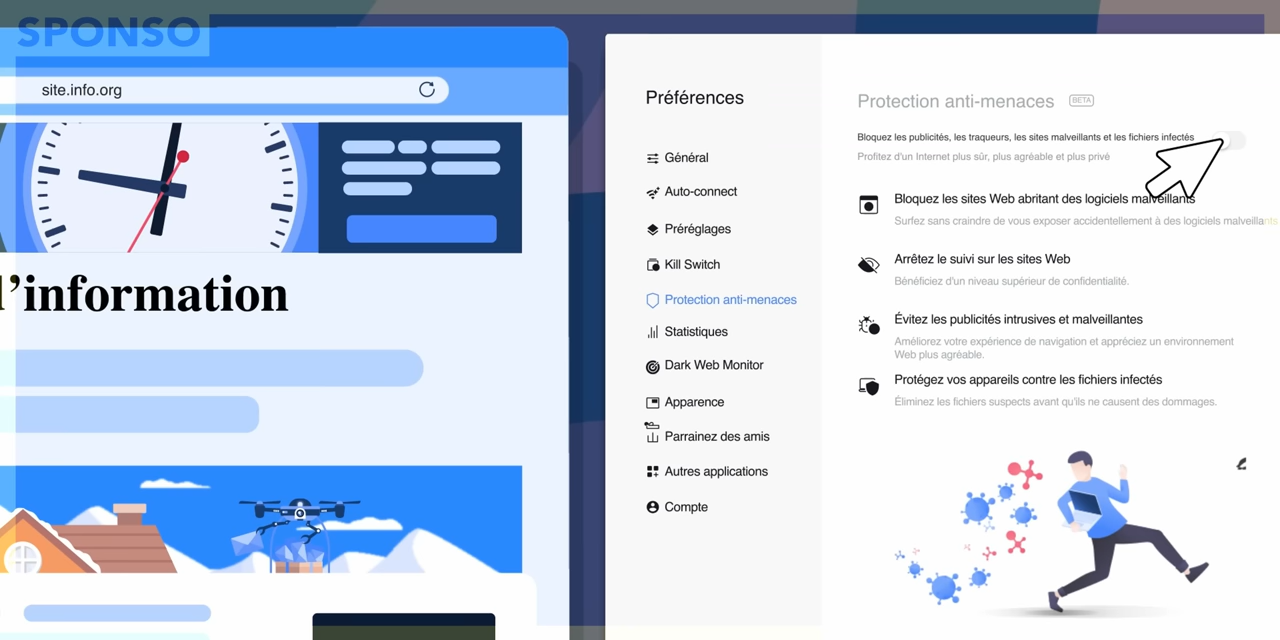 SPONSO
site.info.org
l’information
Préférences
Général
Auto-connect
Préréglages
Kill Switch
Protection anti-menaces
Statistiques
Dark Web Monitor
Apparence
Parrainez des amis
Autres applications
Compte
Protection anti-menaces BETA
Bloquez les publicités, les traqueurs, les sites malveillants et les fichiers infectés
Profitez d'un Internet plus sûr, plus agréable et plus privé
Bloquez les sites Web abritant des logiciels malveillants
Surfez sans craindre de vous exposer accidentellement à des logiciels malveillants
Arrêtez le suivi sur les sites Web
Bénéficiez d'un niveau supérieur de confidentialité.
Évitez les publicités intrusives et malveillantes
Améliorez votre expérience de navigation et appréciez un environnement
Web plus agréable.
Protégez vos appareils contre les fichiers infectés
Éliminez les fichiers suspects avant qu'ils ne causent des dommages.